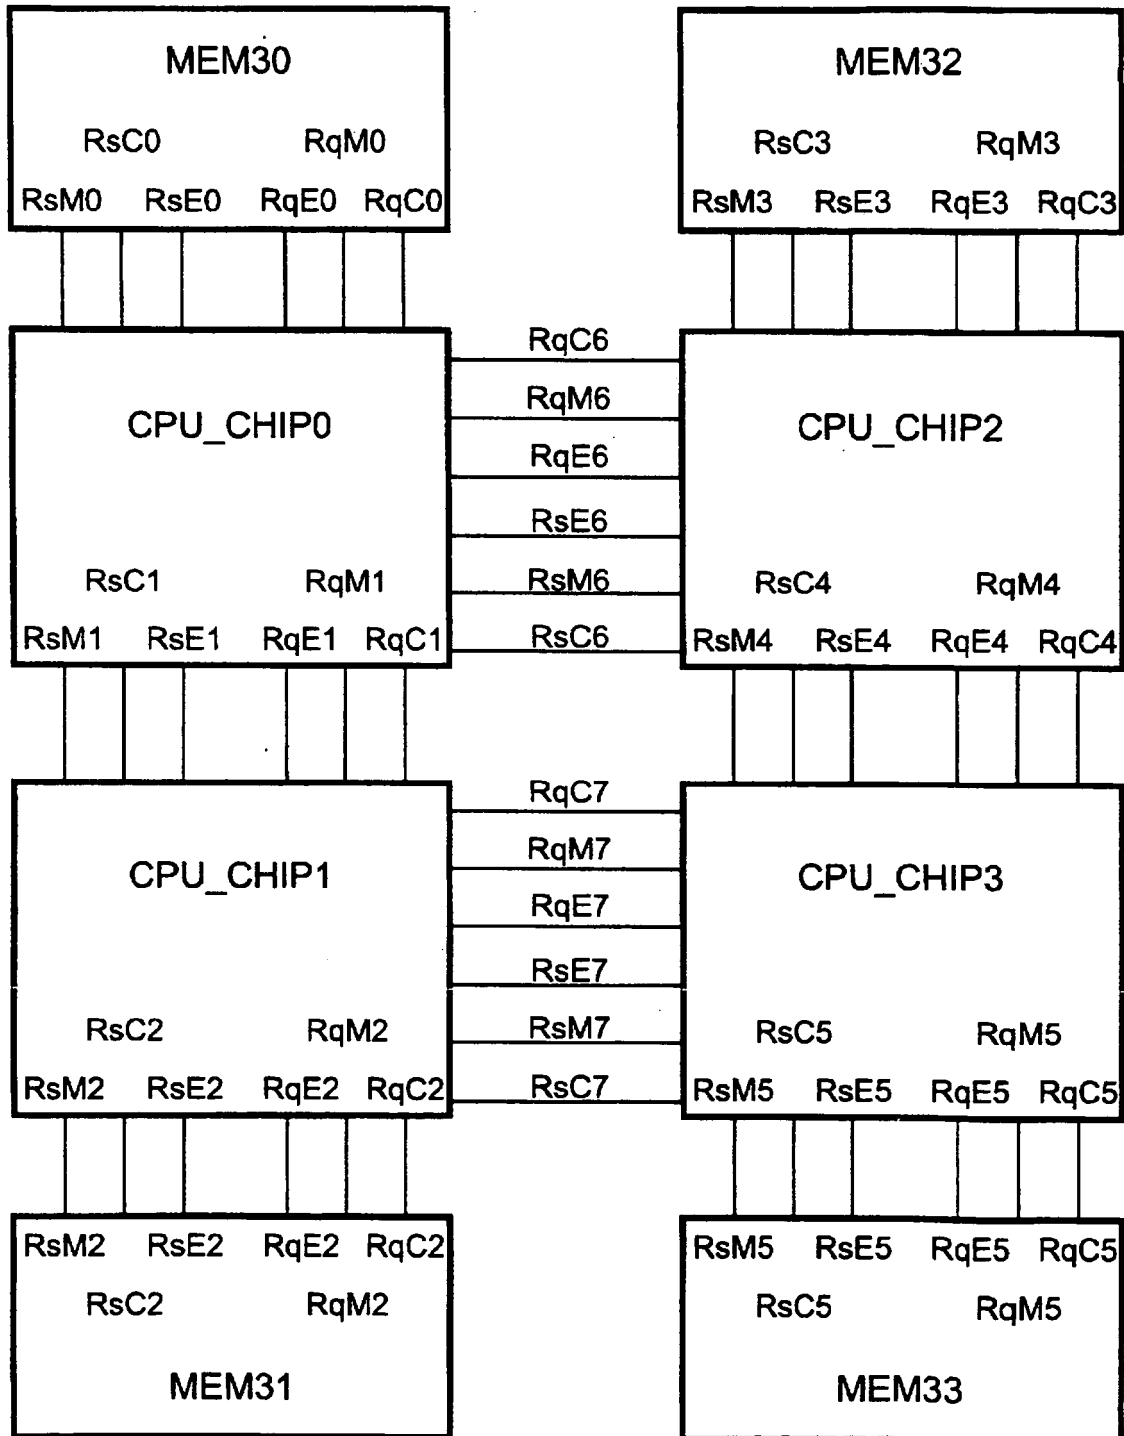 MEM30 MEM32
RsC0 RqM0 RsC3 RqM3
RsM0 RsE0 RqE0 RqC0 RsM3 RsE3 RqE3 RqC3
RqC6
RqM6
CPU_CHIP0 CPU_CHIP2
RqE6
RsE6
RsC1 RqM1 RsM6 RsC4 RqM4
RsM1 RsE1 RqE1 RqC1 RsC6 RsM4 RsE4 RqE4 RqC4
RqC7
RqM7
CPU_CHIP1 CPU_CHIP3
RqE7
RsE7
RsC2 RqM2 RsM7 RsC5 RqM5
RsM2 RsE2 RqE2 RqC2 RsC7 RsM5 RsE5 RqE5 RqC5
RsM2 RsE2 RqE2 RqC2 RsM5 RsE5 RqE5 RqC5
RsC2 RqM2 RsC5 RqM5
MEM31 MEM33